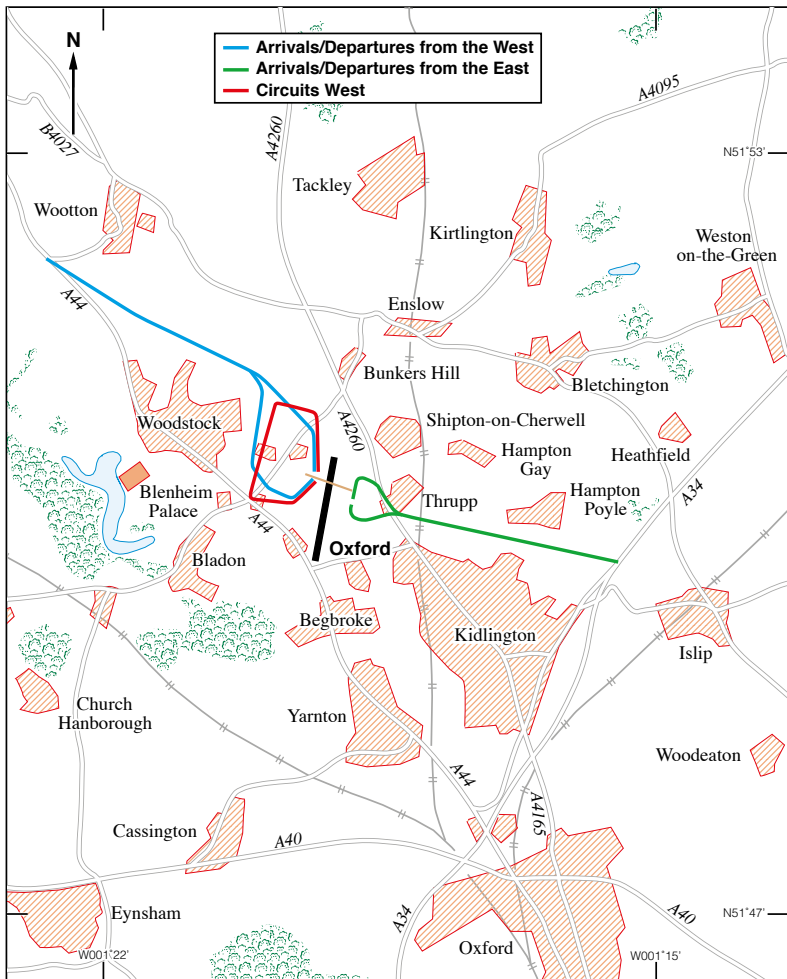 N
Arrivals/Departures from the West
Arrivals/Departures from the East
Circuits West
A4095
B4027
A4260
N51˚53'
Tackley
Wootton
Kirtlington
Weston
on-the-Green
A44
Enslow
Bunkers Hill
Bletchington
Woodstock
A4260
Shipton-on-Cherwell
Hampton
Gay
Heathfield
Blenheim
Palace
Thrupp
Hampton
Poyle
A34
A44
Oxford
Bladon
Begbroke
Kidlington
Islip
Church
Hanborough
Yarnton
Woodeaton
A44
A4165
Cassington
A40
Eynsham
A34
A40
N51˚47'
Oxford
W001˚22'
W001˚15'